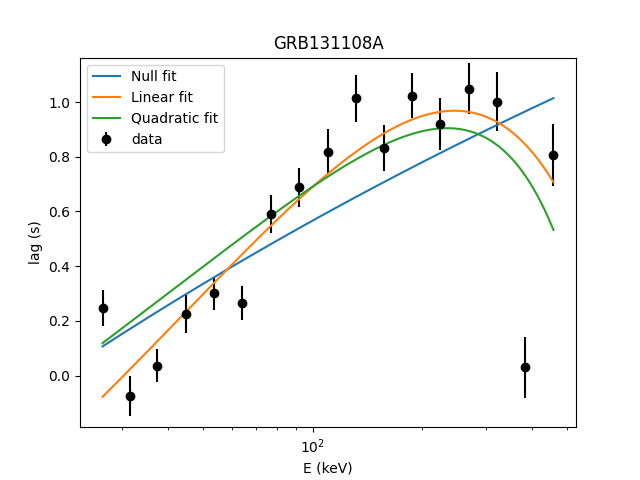 GRB131108A
Null fit
Linear fit
Quadratic fit
data
lag (s)
1.0
0.8
0.6
0.4
0.2
0.0
10²
E (keV)